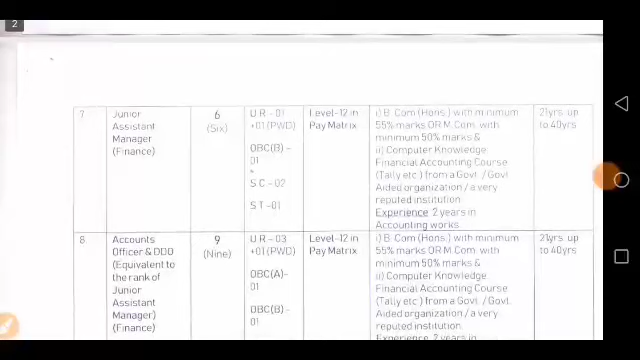 2
7
Junior
Assistant
Manager
(Finance)
6
(Six)
U R - 01
+01 (PWD)
OBC(B) -
01
S C - 02
S T - 01
Level-12 in
Pay Matrix
i) B. Com (Hons.) with minimum
55% marks OR M.Com. with
minimum 50% marks &
ii) Computer Knowledge:
Financial Accounting Course
(Tally etc.) from a Govt. / Govt.
Aided organization / a very
reputed institution.
Experience: 2 years in
Accounting works.
21yrs. up
to 40yrs
8
Accounts
Officer & DDO
(Equivalent to
the rank of
Junior
Assistant
Manager)
(Finance)
9
(Nine)
U R - 03
+01 (PWD)
OBC(A)-
01
OBC(B) -
01
Level-12 in
Pay Matrix
i) B. Com (Hons.) with minimum
55% marks OR M.Com. with
minimum 50% marks &
ii) Computer Knowledge:
Financial Accounting Course
(Tally etc.) from a Govt. / Govt.
Aided organization / a very
reputed institution.
Experience: 2 years in
21yrs. up
to 40yrs